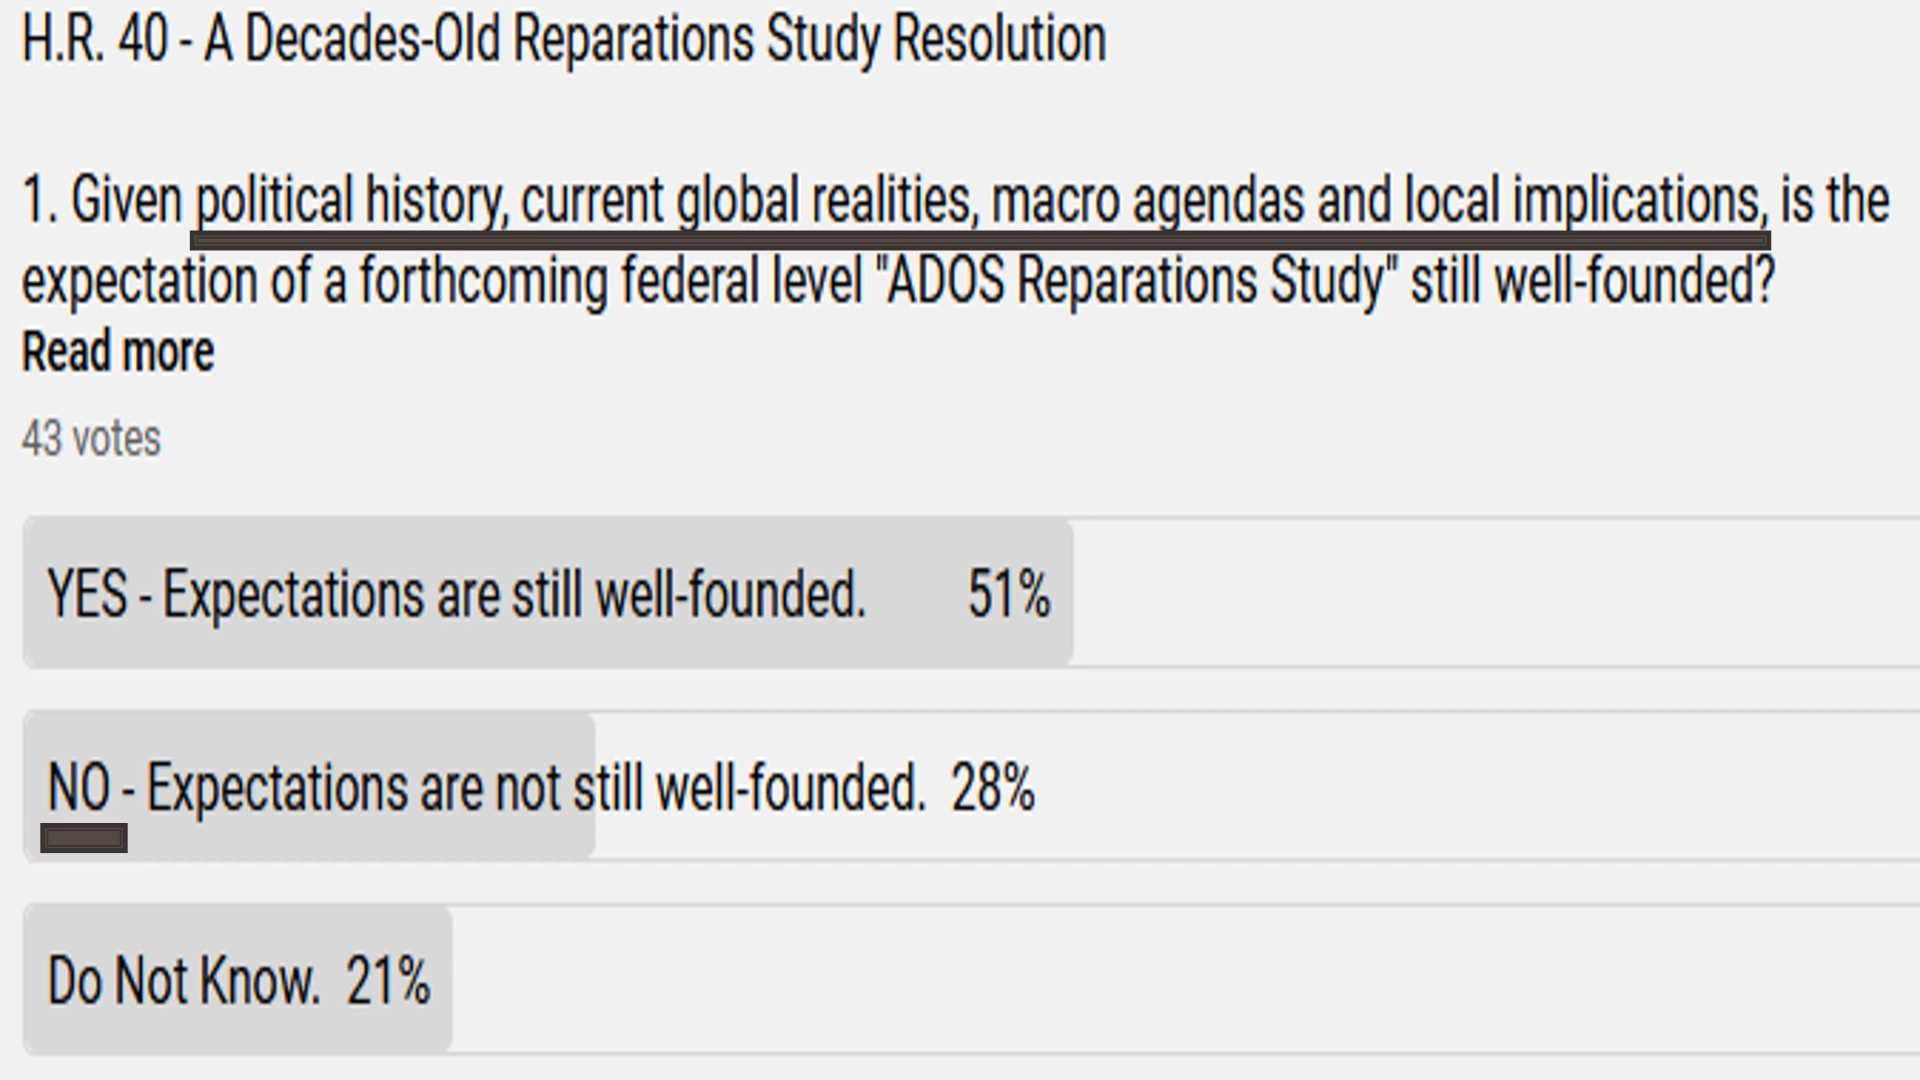 H.R. 40 - A Decades-Old Reparations Study Resolution
1. Given political history, current global realities, macro agendas and local implications, is the
expectation of a forthcoming federal level "ADOS Reparations Study" still well-founded?
Read more
43 votes
YES - Expectations are still well-founded. 51%
NO - Expectations are not still well-founded. 28%
Do Not Know. 21%